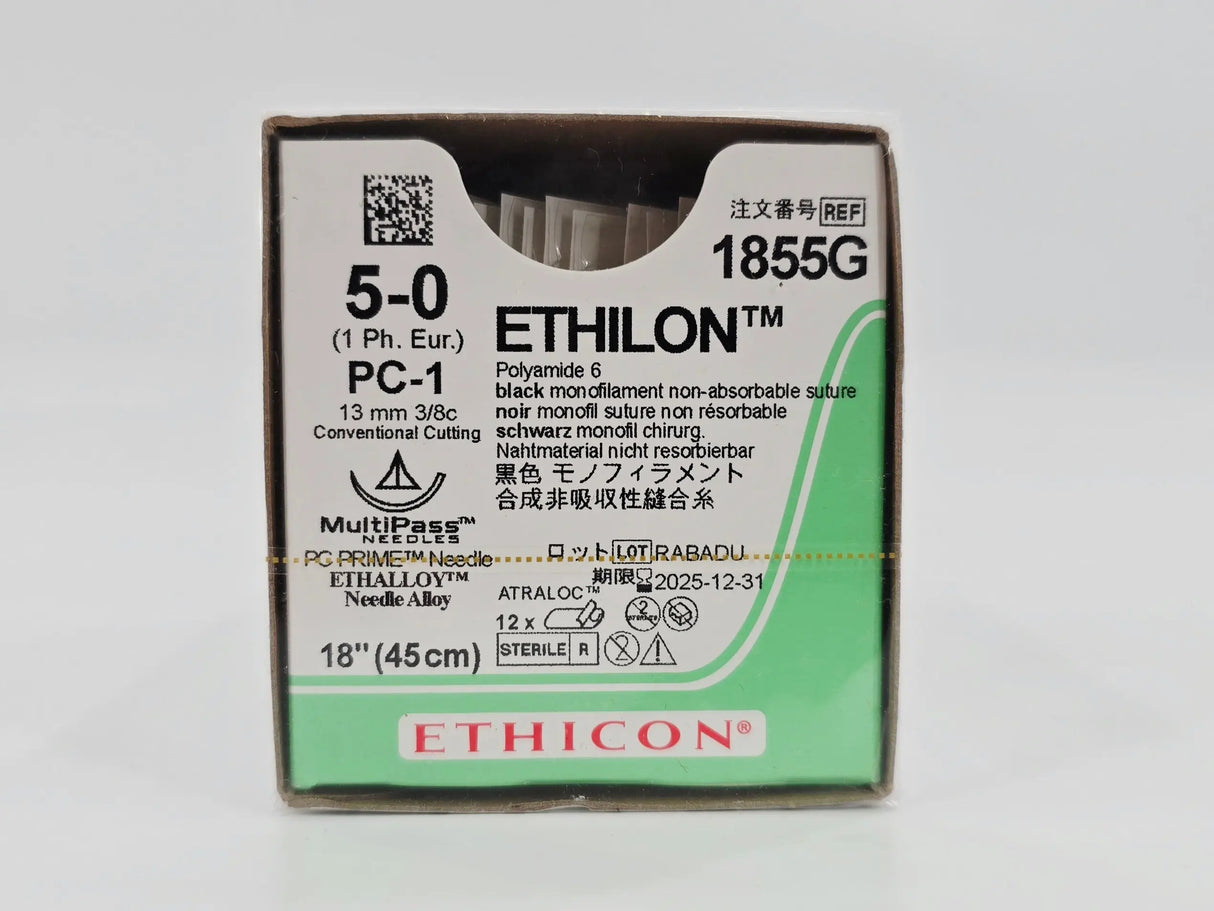 5-0
(1 Ph. Eur.)
PC-1
13 mm 3/8c
Conventional Cutting
MultiPass™
NEEDLES
PC PRIME™ Needle
ETHALLOY™
Needle Alloy
18" (45cm)
注文番号 REF
1855G
ETHILON™
Polyamide 6
black monofilament non-absorbable suture
noir monofil suture non résorbable
schwarz monofil chirurg.
Nahtmaterial nicht resorbierbar
黒色 モノフィラメント
合成非吸収性縫合糸
ロット LOT RABADU
期限 2025-12-31
ATRALOC™
12 x
STERILE R
2
ETHICON®